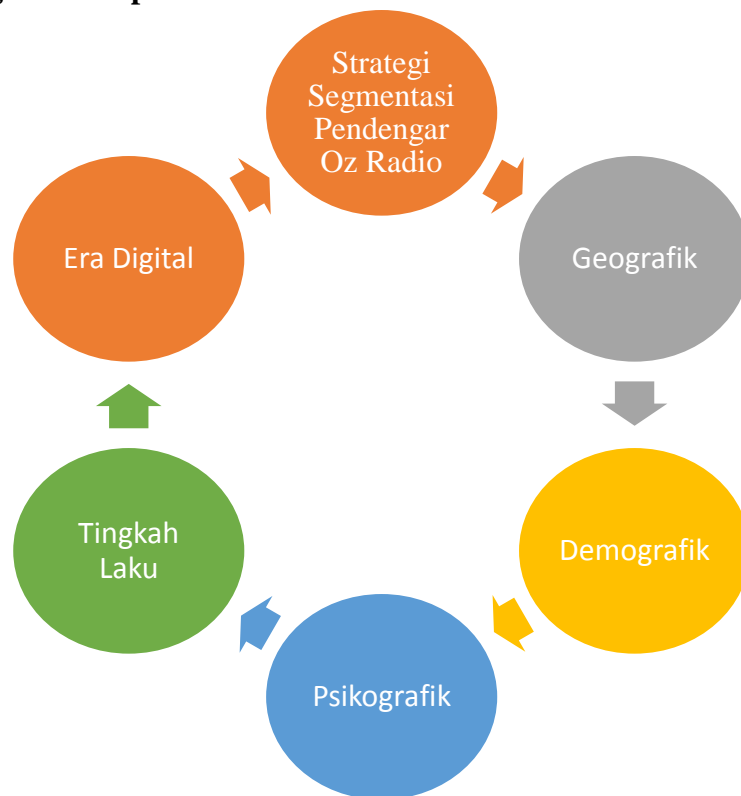 Strategi
Segmentasi
Pendengar
Oz Radio
Geografik
Demografik
Psikografik
Tingkah
Laku
Era Digital